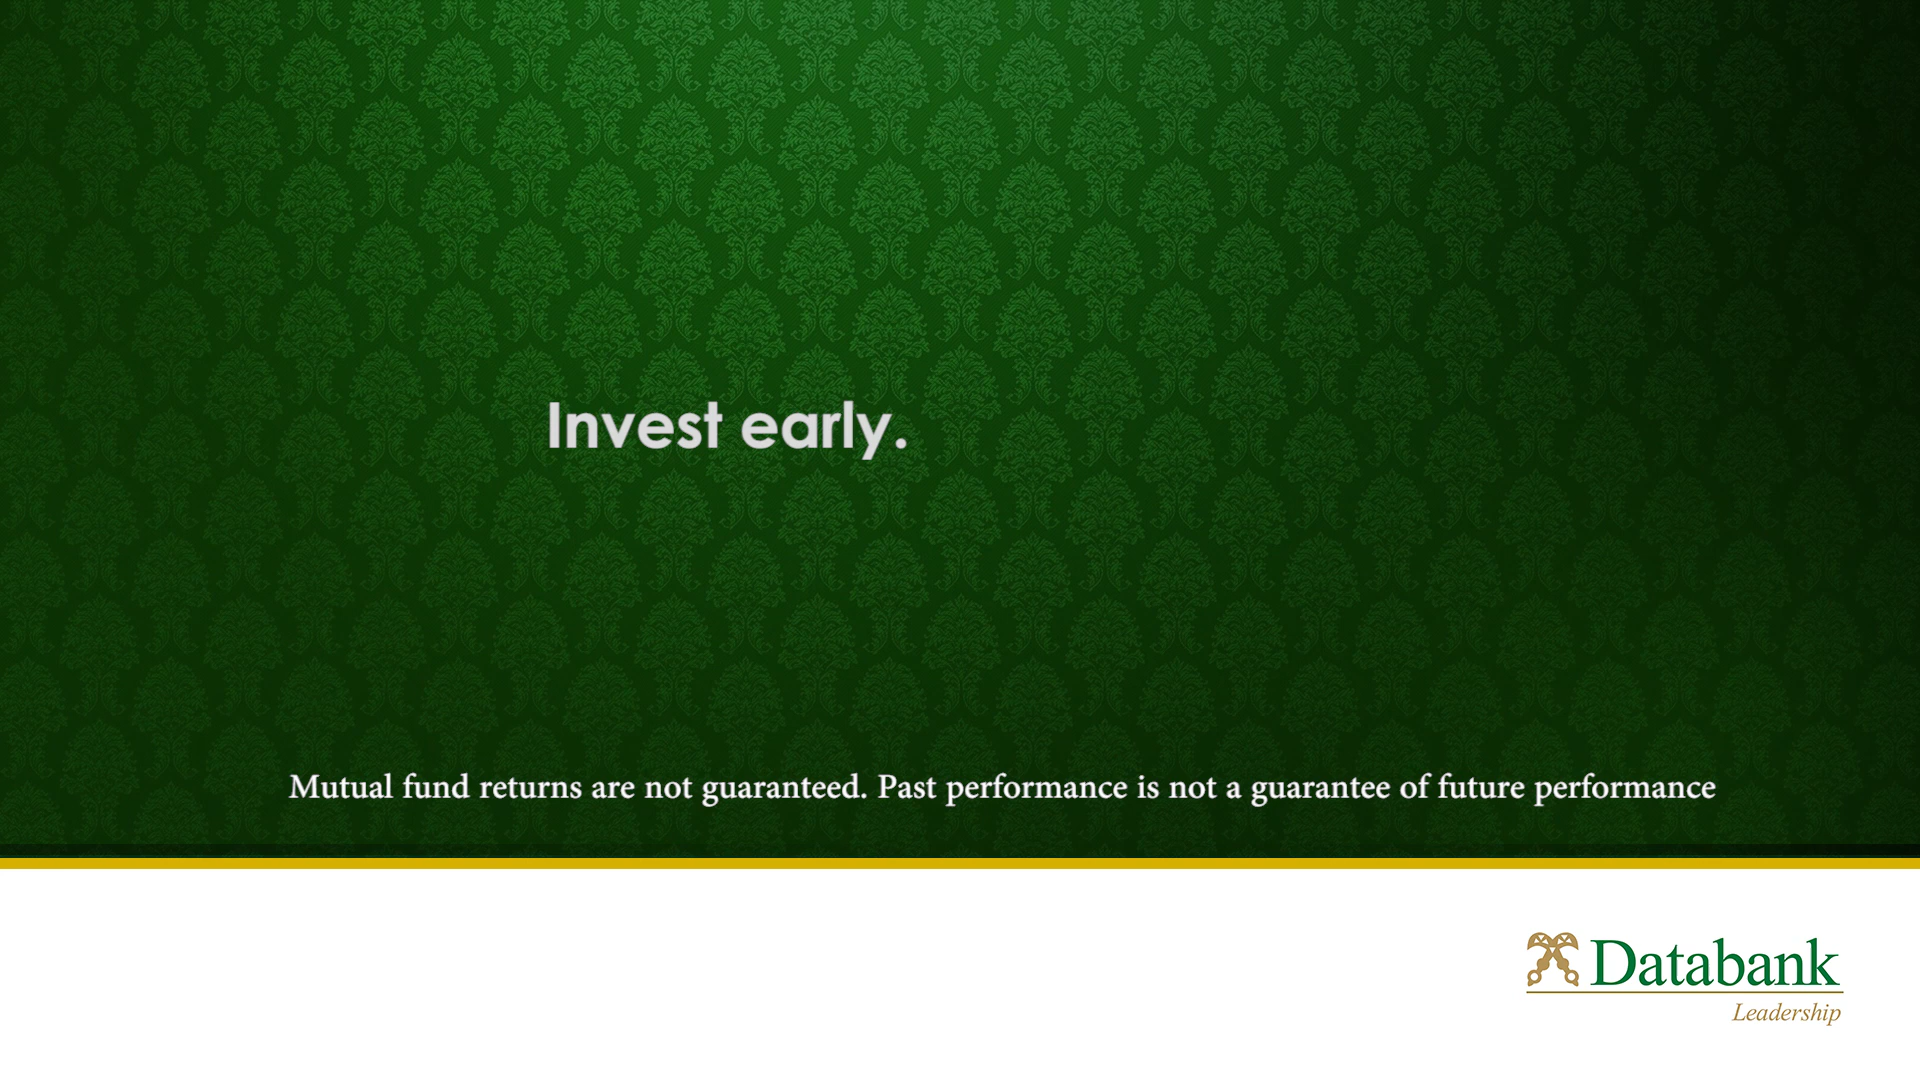 Invest early.
Mutual fund returns are not guaranteed. Past performance is not a guarantee of future performance
Databank
Leadership